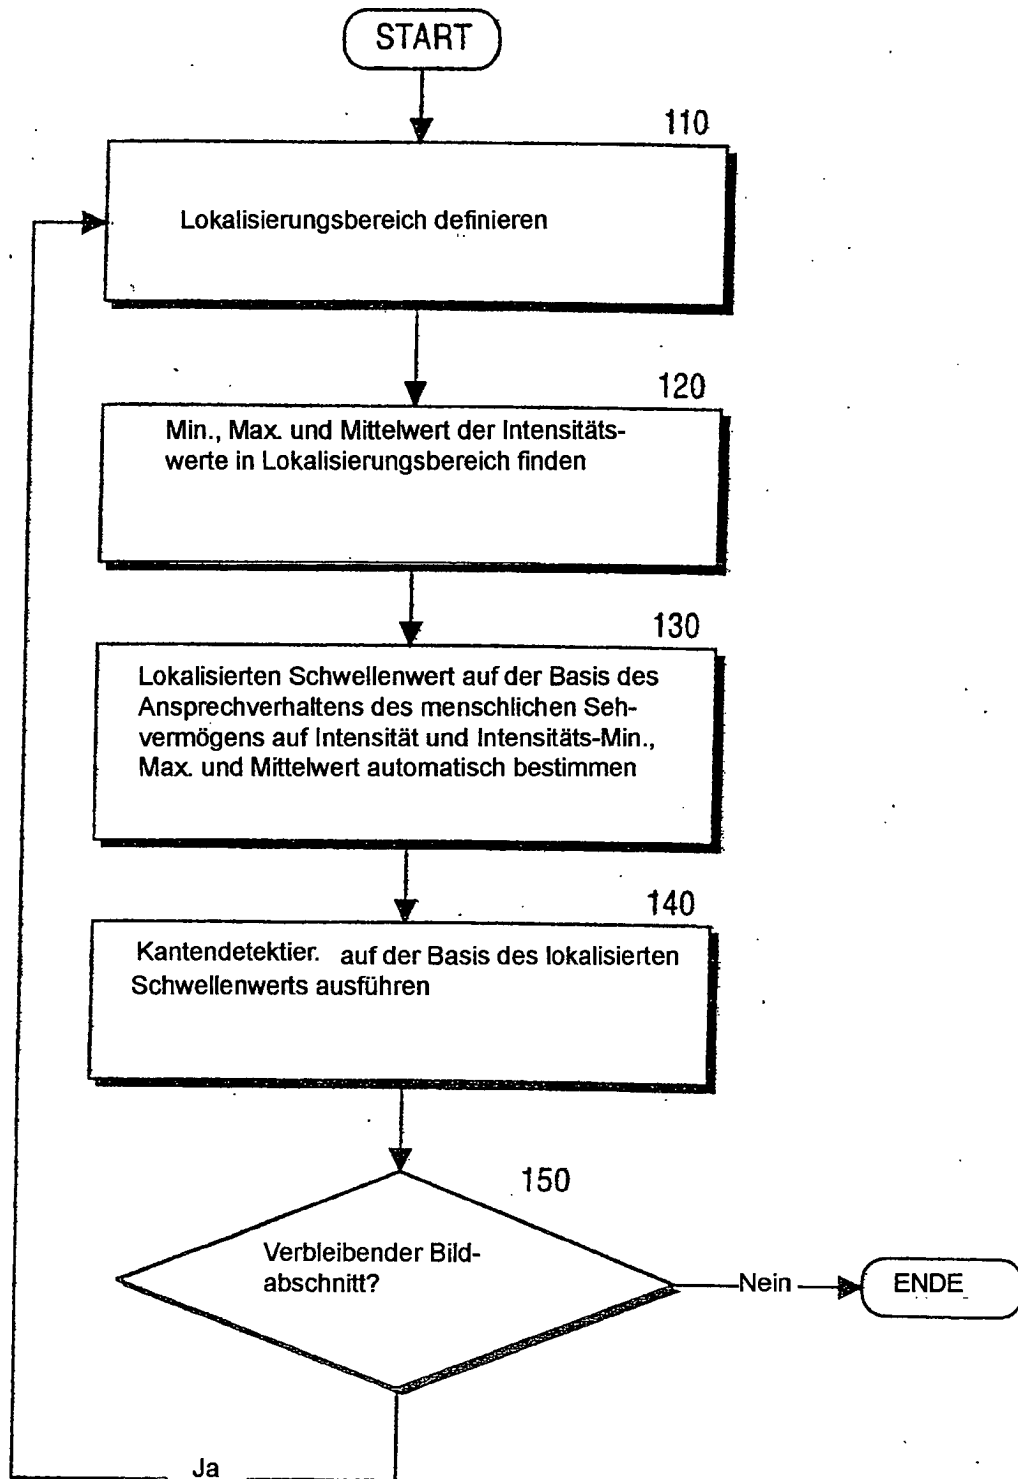 START
110
Lokalisierungsbereich definieren
120
Min., Max. und Mittelwert der Intensitäts-
werte in Lokalisierungsbereich finden
130
Lokalisierten Schwellenwert auf der Basis des
Ansprechverhaltens des menschlichen Seh-
vermögens auf Intensität und Intensitäts-Min.,
Max. und Mittelwert automatisch bestimmen
140
Kantendetektier. auf der Basis des lokalisierten
Schwellenwerts ausführen
150
Verbleibender Bild-
abschnitt?
Nein
ENDE
Ja